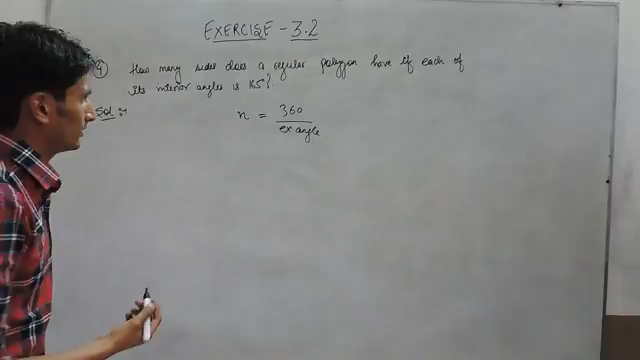 EXERCISE - 3.2
4 How many sides does a regular polygon have if each of
its interior angles is 165°?
Sol :-
n = 360
ex angle